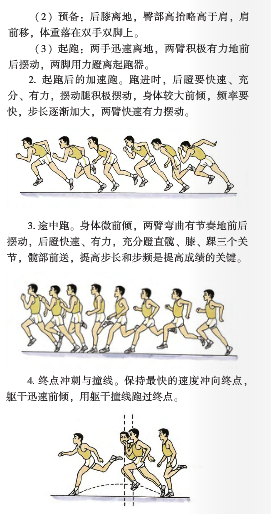 （2）预备：后膝离地，臀部高抬略高于肩，肩
前移，体重落在双手双脚上。
（3）起跑：两手迅速离地，两臂积极有力地前
后摆动，两脚用力蹬离起跑器。
2. 起跑后的加速跑。跑进时，后蹬要快速、充
分、有力，摆动腿积极摆动，身体较大前倾，频率要
快，步长逐渐加大，两臂快速有力摆动。
3. 途中跑。身体微前倾，两臂弯曲有节奏地前后
摆动，后蹬快速、有力，充分蹬直髋、膝、踝三个关
节，髋部前送，提高步长和步频是提高成绩的关键。
4. 终点冲刺与撞线。保持最快的速度冲向终点，
躯干迅速前倾，用躯干撞线跑过终点。